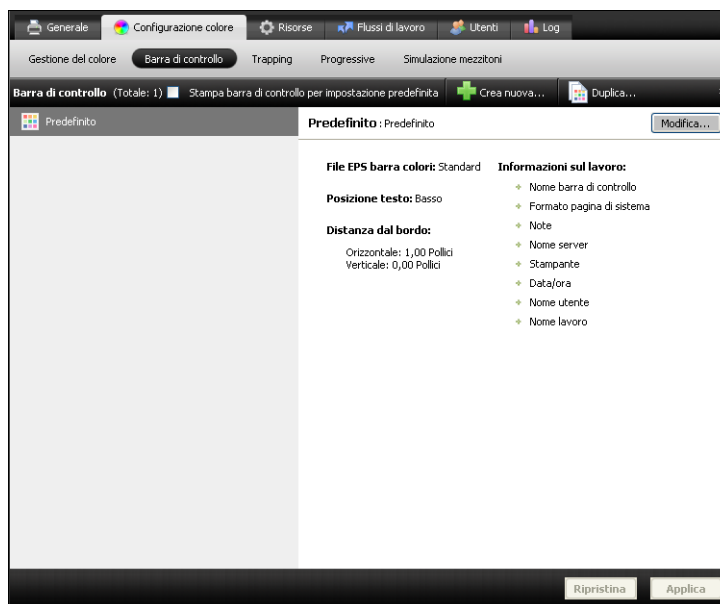 Generale Configurazione colore Risorse Flussi di lavoro Utenti Log
Gestione del colore Barra di controllo Trapping Progressive Simulazione mezzitoni
Barra di controllo (Totale: 1) Stampa barra di controllo per impostazione predefinita Crea nuova... Duplica...
Predefinito
Predefinito : Predefinito Modifica...
File EPS barra colori: Standard
Posizione testo: Basso
Distanza dal bordo:
Orizzontale: 1,00 Pollici
Verticale: 0,00 Pollici
Informazioni sul lavoro:
Nome barra di controllo
Formato pagina di sistema
Note
Nome server
Stampante
Data/ora
Nome utente
Nome lavoro
Ripristina Applica